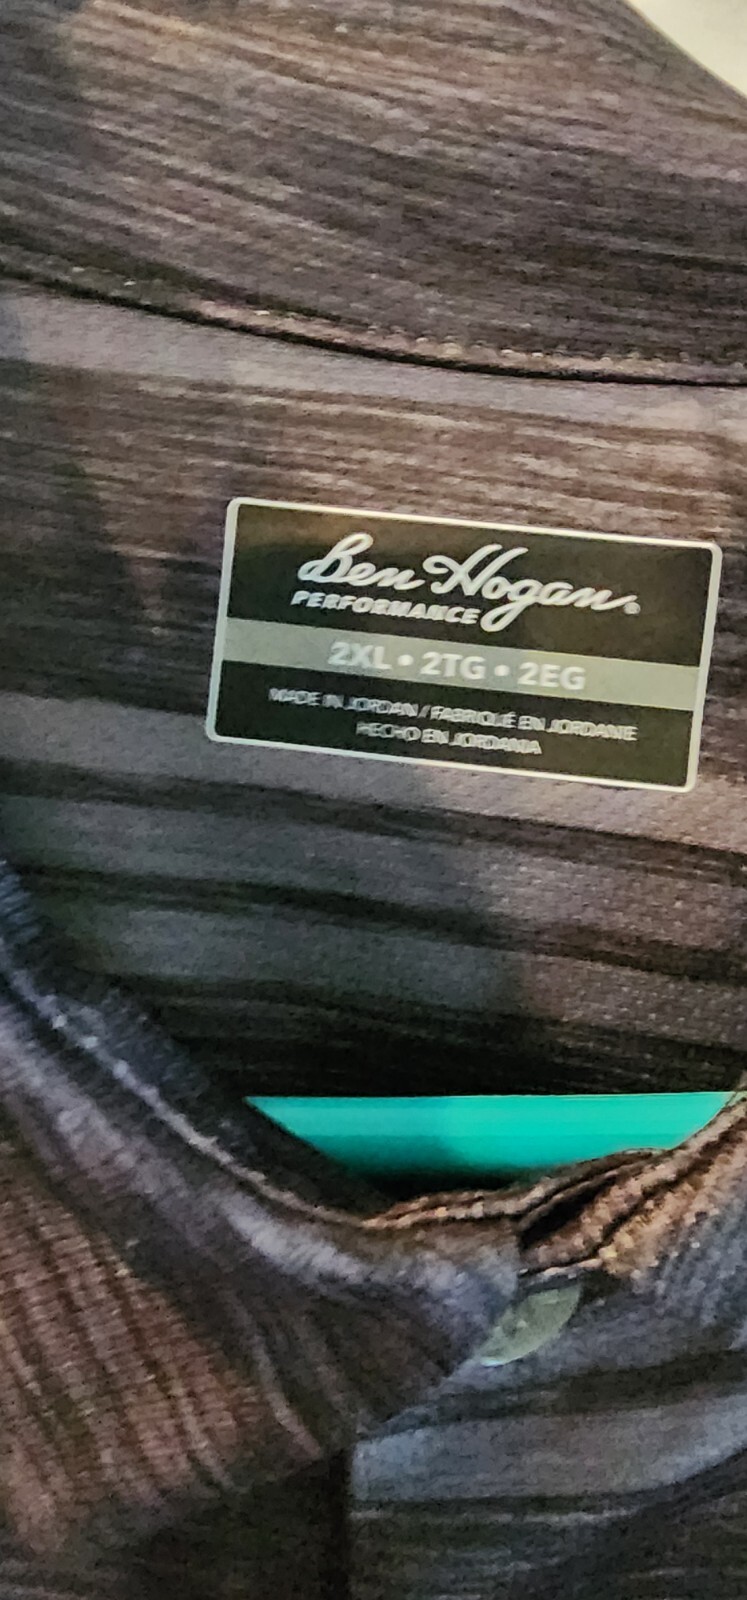 Ben Hogan®
PERFORMANCE
2XL • 2TG • 2EG
MADE IN JORDAN / FABRIQUÉ EN JORDANIE
HECHO EN JORDANIA